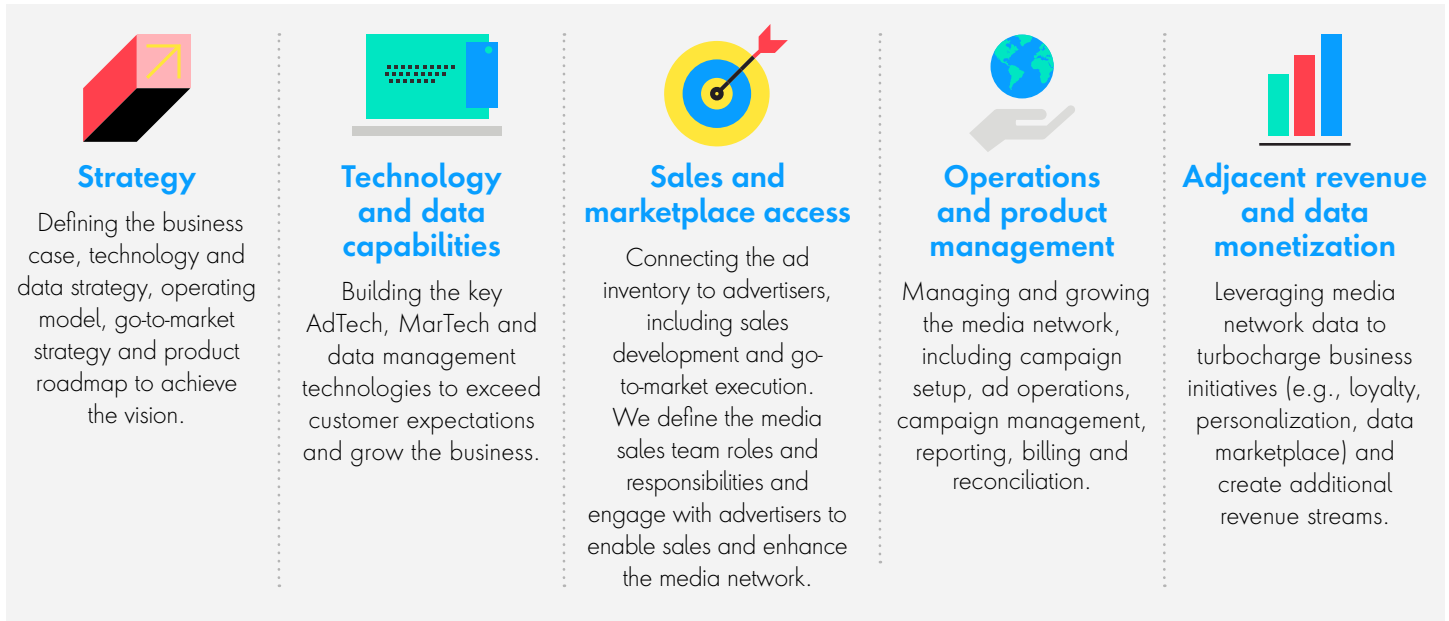 Strategy
Defining the business
case, technology and
data strategy, operating
model, go-to-market
strategy and product
roadmap to achieve
the vision.
Technology
and data
capabilities
Building the key
AdTech, MarTech and
data management
technologies to exceed
customer expectations
and grow the business.
Sales and
marketplace access
Connecting the ad
inventory to advertisers,
including sales
development and go-
to-market execution.
We define the media
sales team roles and
responsibilities and
engage with advertisers to
enable sales and enhance
the media network.
Operations
and product
management
Managing and growing
the media network,
including campaign
setup, ad operations,
campaign management,
reporting, billing and
reconciliation.
Adjacent revenue
and data
monetization
Leveraging media
network data to
turbocharge business
initiatives (e.g., loyalty,
personalization, data
marketplace) and
create additional
revenue streams.